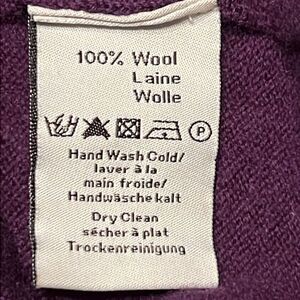 100% Wool
Laine
Wolle
P
Hand Wash Cold/
laver à la
main froide/
Handwäsche kalt
Dry Clean
sécher à plat
Trockenreinigung